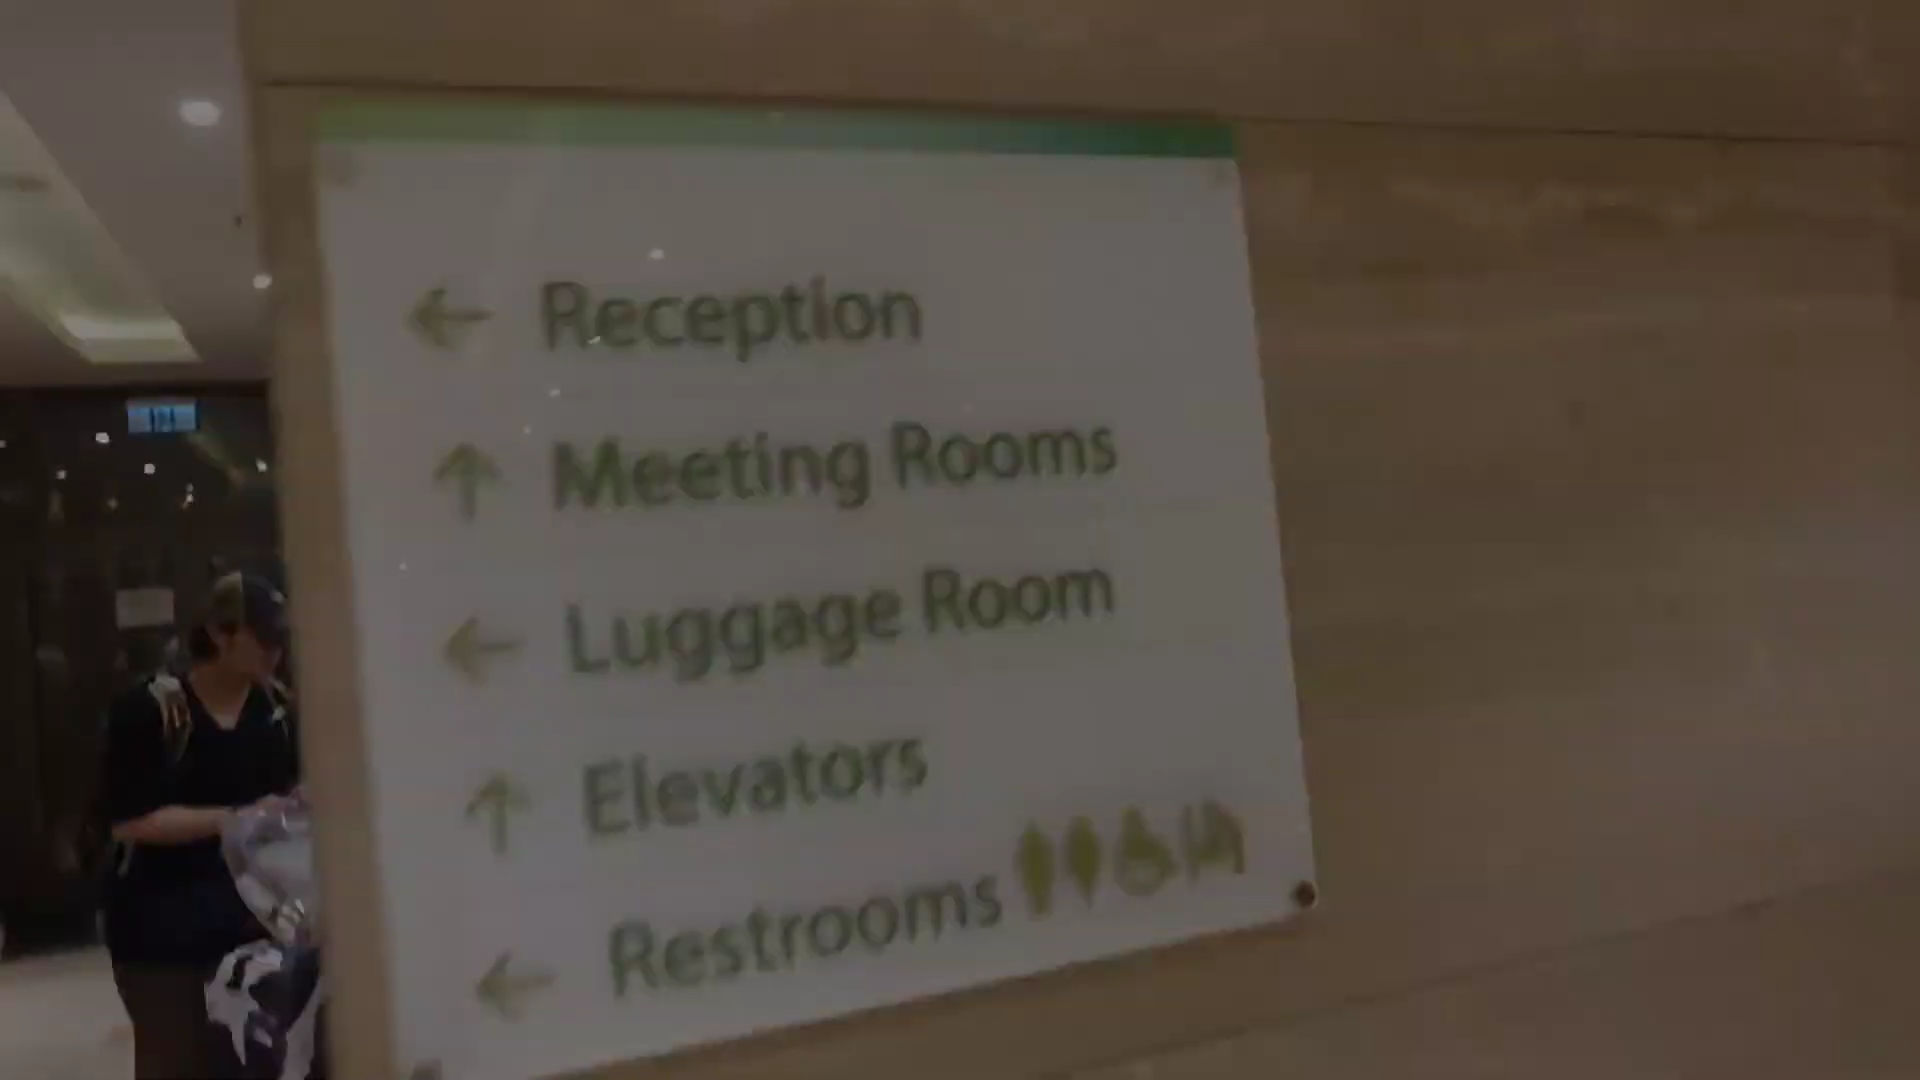 ← Reception
↑ Meeting Rooms
← Luggage Room
↑ Elevators
← Restrooms